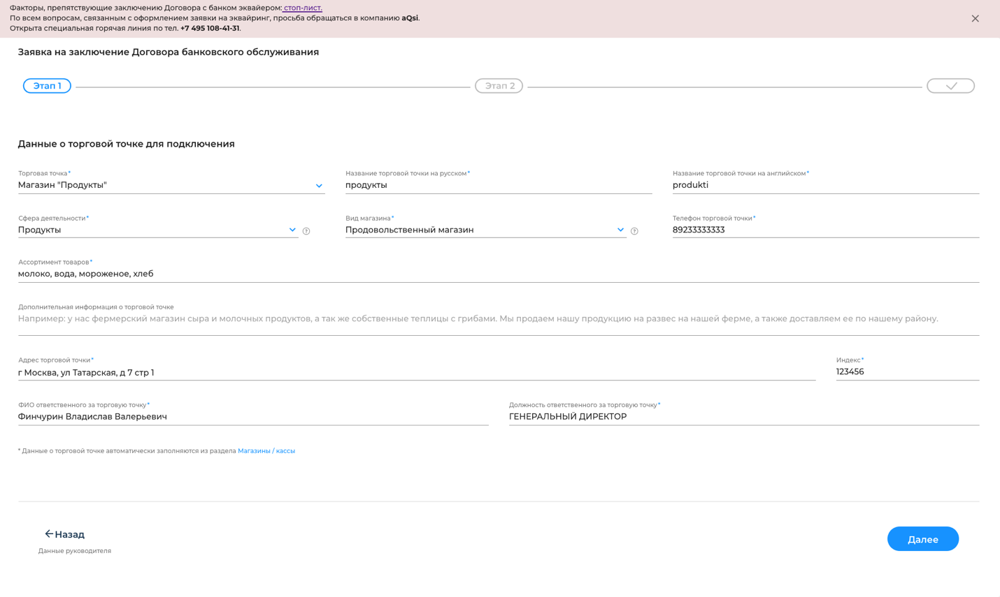 Факторы, препятствующие заключению Договора с банком эквайером: стоп-лист.
По всем вопросам, связанным с оформлением заявки на эквайринг, просьба обращаться в компанию aQsi.
Открыта специальная горячая линия по тел. +7 495 108-41-31.
Заявка на заключение Договора банковского обслуживания
Этап 1 Этап 2
Данные о торговой точке для подключения
Торговая точка* Название торговой точки на русском* Название торговой точки на английском*
Магазин "Продукты" продукты produkti
Сфера деятельности* Вид магазина* Телефон торговой точки*
Продукты ? Продовольственный магазин ? 89233333333
Ассортимент товаров*
молоко, вода, мороженое, хлеб
Дополнительная информация о торговой точке
Например: у нас фермерский магазин сыра и молочных продуктов, а так же собственные теплицы с грибами. Мы продаем нашу продукцию на развес на нашей ферме, а также доставляем ее по нашему району.
Адрес торговой точки* Индекс*
г Москва, ул Татарская, д 7 стр 1 123456
ФИО ответственного за торговую точку* Должность ответственного за торговую точку*
Финчурин Владислав Валерьевич ГЕНЕРАЛЬНЫЙ ДИРЕКТОР
* Данные о торговой точке автоматически заполняются из раздела Магазины / кассы
Назад Далее
Данные руководителя